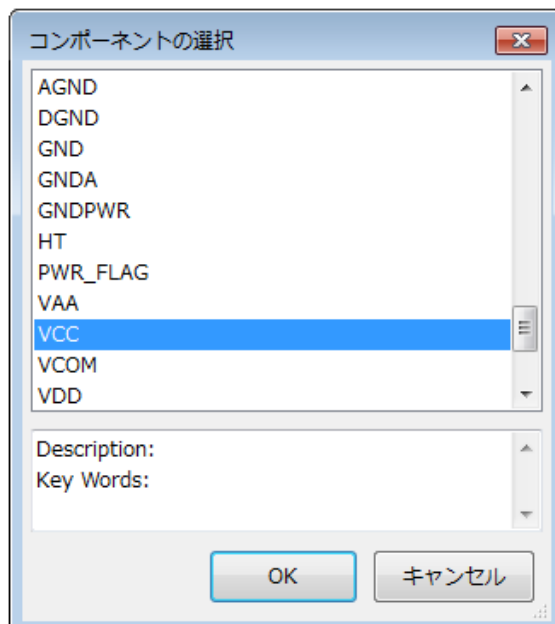 コンポーネントの選択
AGND
DGND
GND
GNDA
GNDPWR
HT
PWR_FLAG
VAA
VCC
VCOM
VDD
Description:
Key Words:
OK
キャンセル